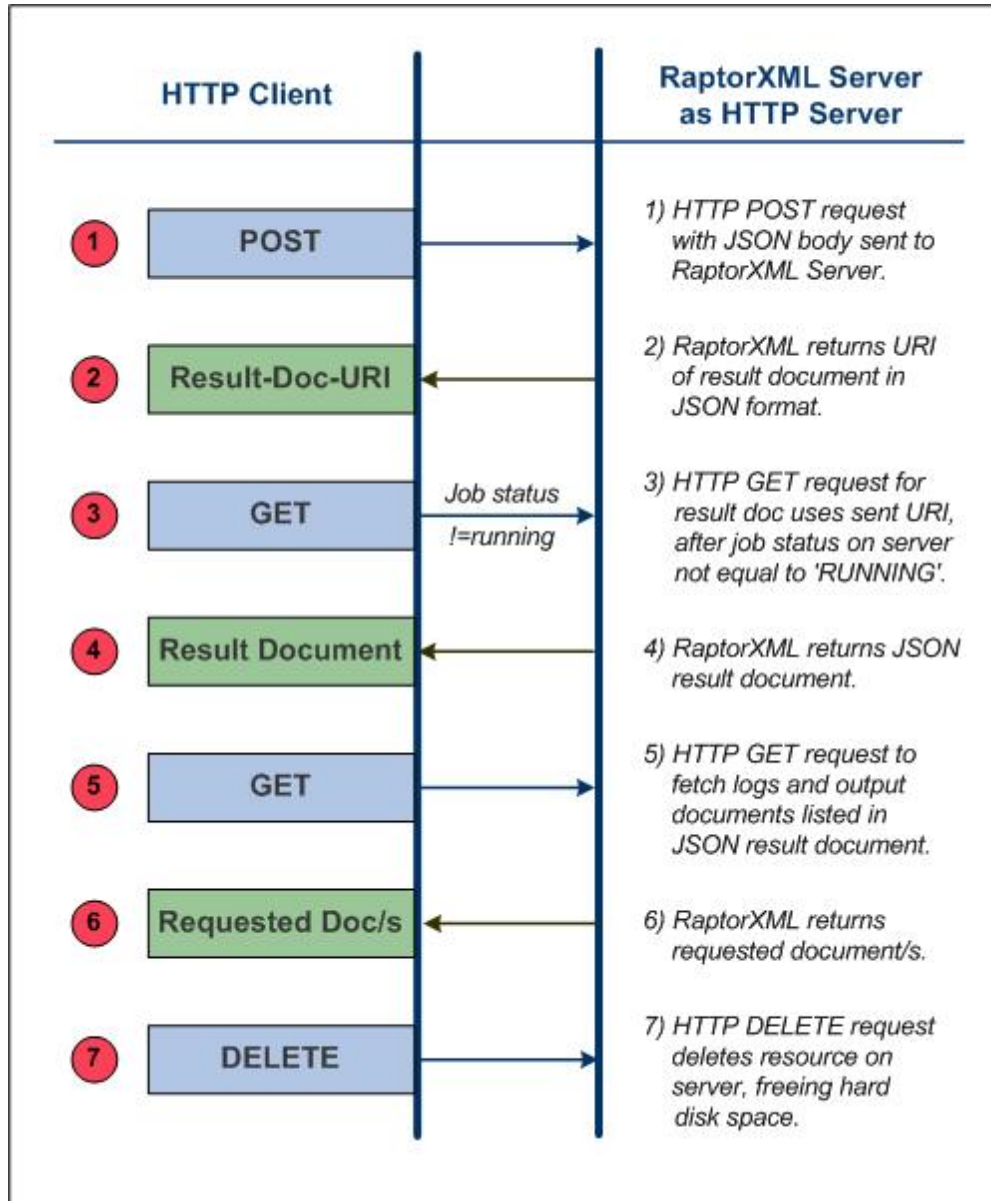 HTTP Client
RaptorXML Server
as HTTP Server
1
POST
1) HTTP POST request
with JSON body sent to
RaptorXML Server.
2
Result-Doc-URI
2) RaptorXML returns URI
of result document in
JSON format.
3
GET
Job status
!=running
3) HTTP GET request for
result doc uses sent URI,
after job status on server
not equal to 'RUNNING'.
4
Result Document
4) RaptorXML returns JSON
result document.
5
GET
5) HTTP GET request to
fetch logs and output
documents listed in
JSON result document.
6
Requested Doc/s
6) RaptorXML returns
requested document/s.
7
DELETE
7) HTTP DELETE request
deletes resource on
server, freeing hard
disk space.